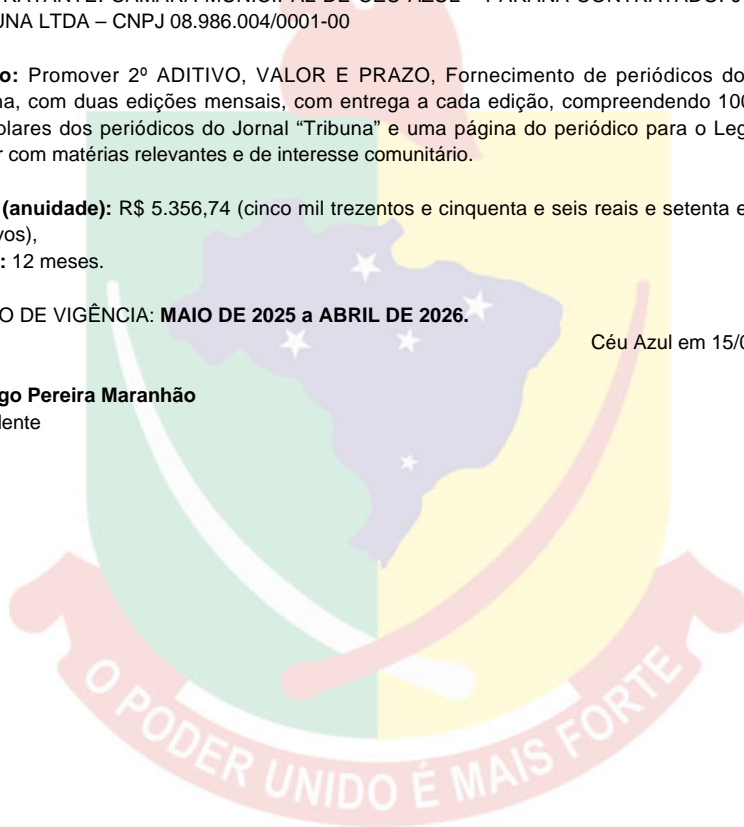 RATANTE: CÂMARA MUNICIPAL DE CÉU AZUL – PARANÁ CONTRATADO: J
UNA LTDA – CNPJ 08.986.004/0001-00
o: Promover 2º ADITIVO, VALOR E PRAZO, Fornecimento de periódicos do
na, com duas edições mensais, com entrega a cada edição, compreendendo 100
plares dos periódicos do Jornal “Tribuna” e uma página do periódico para o Leg
r com matérias relevantes e de interesse comunitário.
(anuidade): R$ 5.356,74 (cinco mil trezentos e cinquenta e seis reais e setenta e
vos),
: 12 meses.
O DE VIGÊNCIA: MAIO DE 2025 a ABRIL DE 2026.
Céu Azul em 15/0
go Pereira Maranhão
dente
O PODER UNIDO É MAIS FORTE